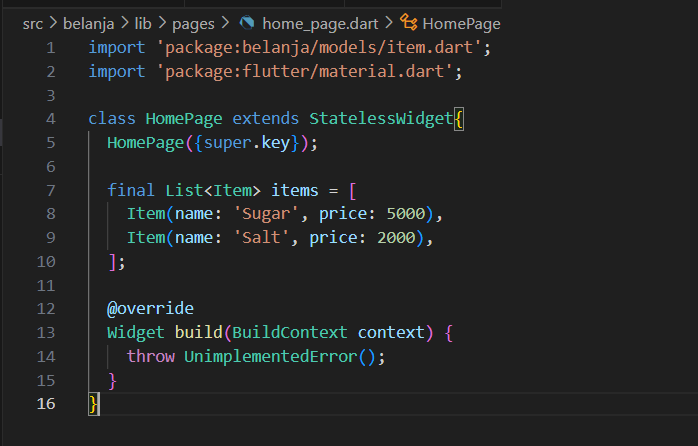 src > belanja > lib > pages > home_page.dart > HomePage
1 import 'package:belanja/models/item.dart';
2 import 'package:flutter/material.dart';
3
4 class HomePage extends StatelessWidget{
5   HomePage({super.key});
6
7   final List<Item> items = [
8     Item(name: 'Sugar', price: 5000),
9     Item(name: 'Salt', price: 2000),
10   ];
11
12   @override
13   Widget build(BuildContext context) {
14     throw UnimplementedError();
15   }
16 }